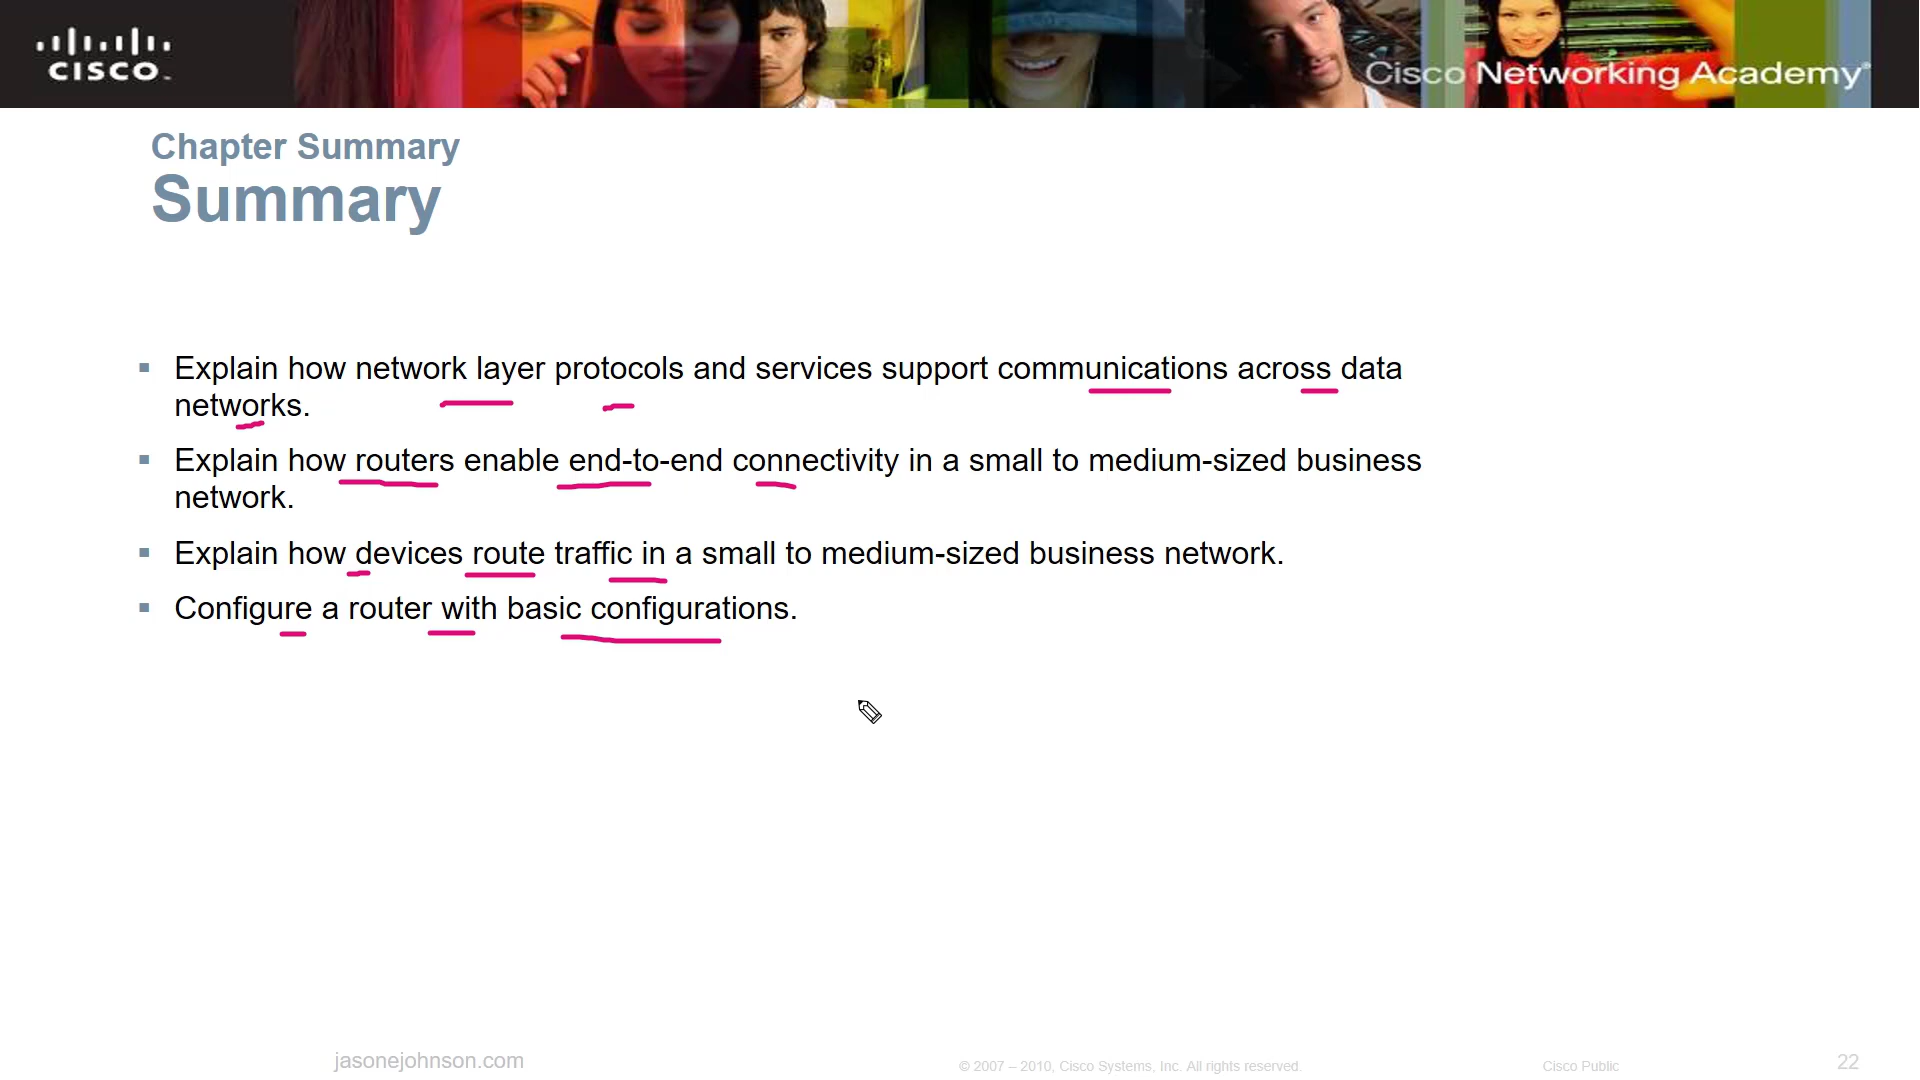 CISCO
Cisco Networking Academy®
Chapter Summary
Summary
Explain how network layer protocols and services support communications across data
networks.
Explain how routers enable end-to-end connectivity in a small to medium-sized business
network.
Explain how devices route traffic in a small to medium-sized business network.
Configure a router with basic configurations.
jasonejohnson.com
© 2007 – 2010, Cisco Systems, Inc. All rights reserved.
Cisco Public
22